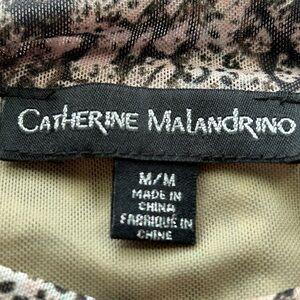 CATHERINE MALANDRINO
M/M
MADE IN
CHINA
FABRIQUÉ IN
CHINE